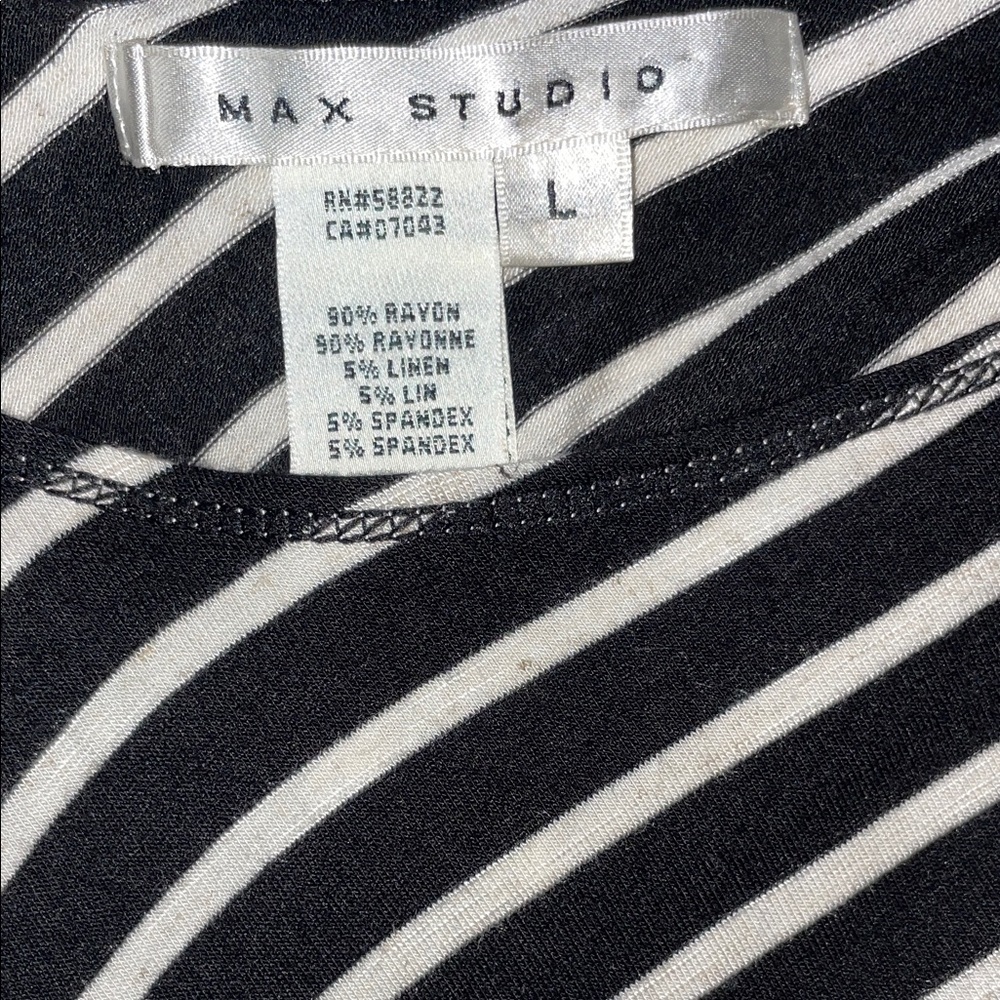 MAX STUDIO
L
RN#58822
CA#07043
90% RAYON
90% RAYONNE
5% LINEN
5% LIN
5% SPANDEX
5% SPANDEX